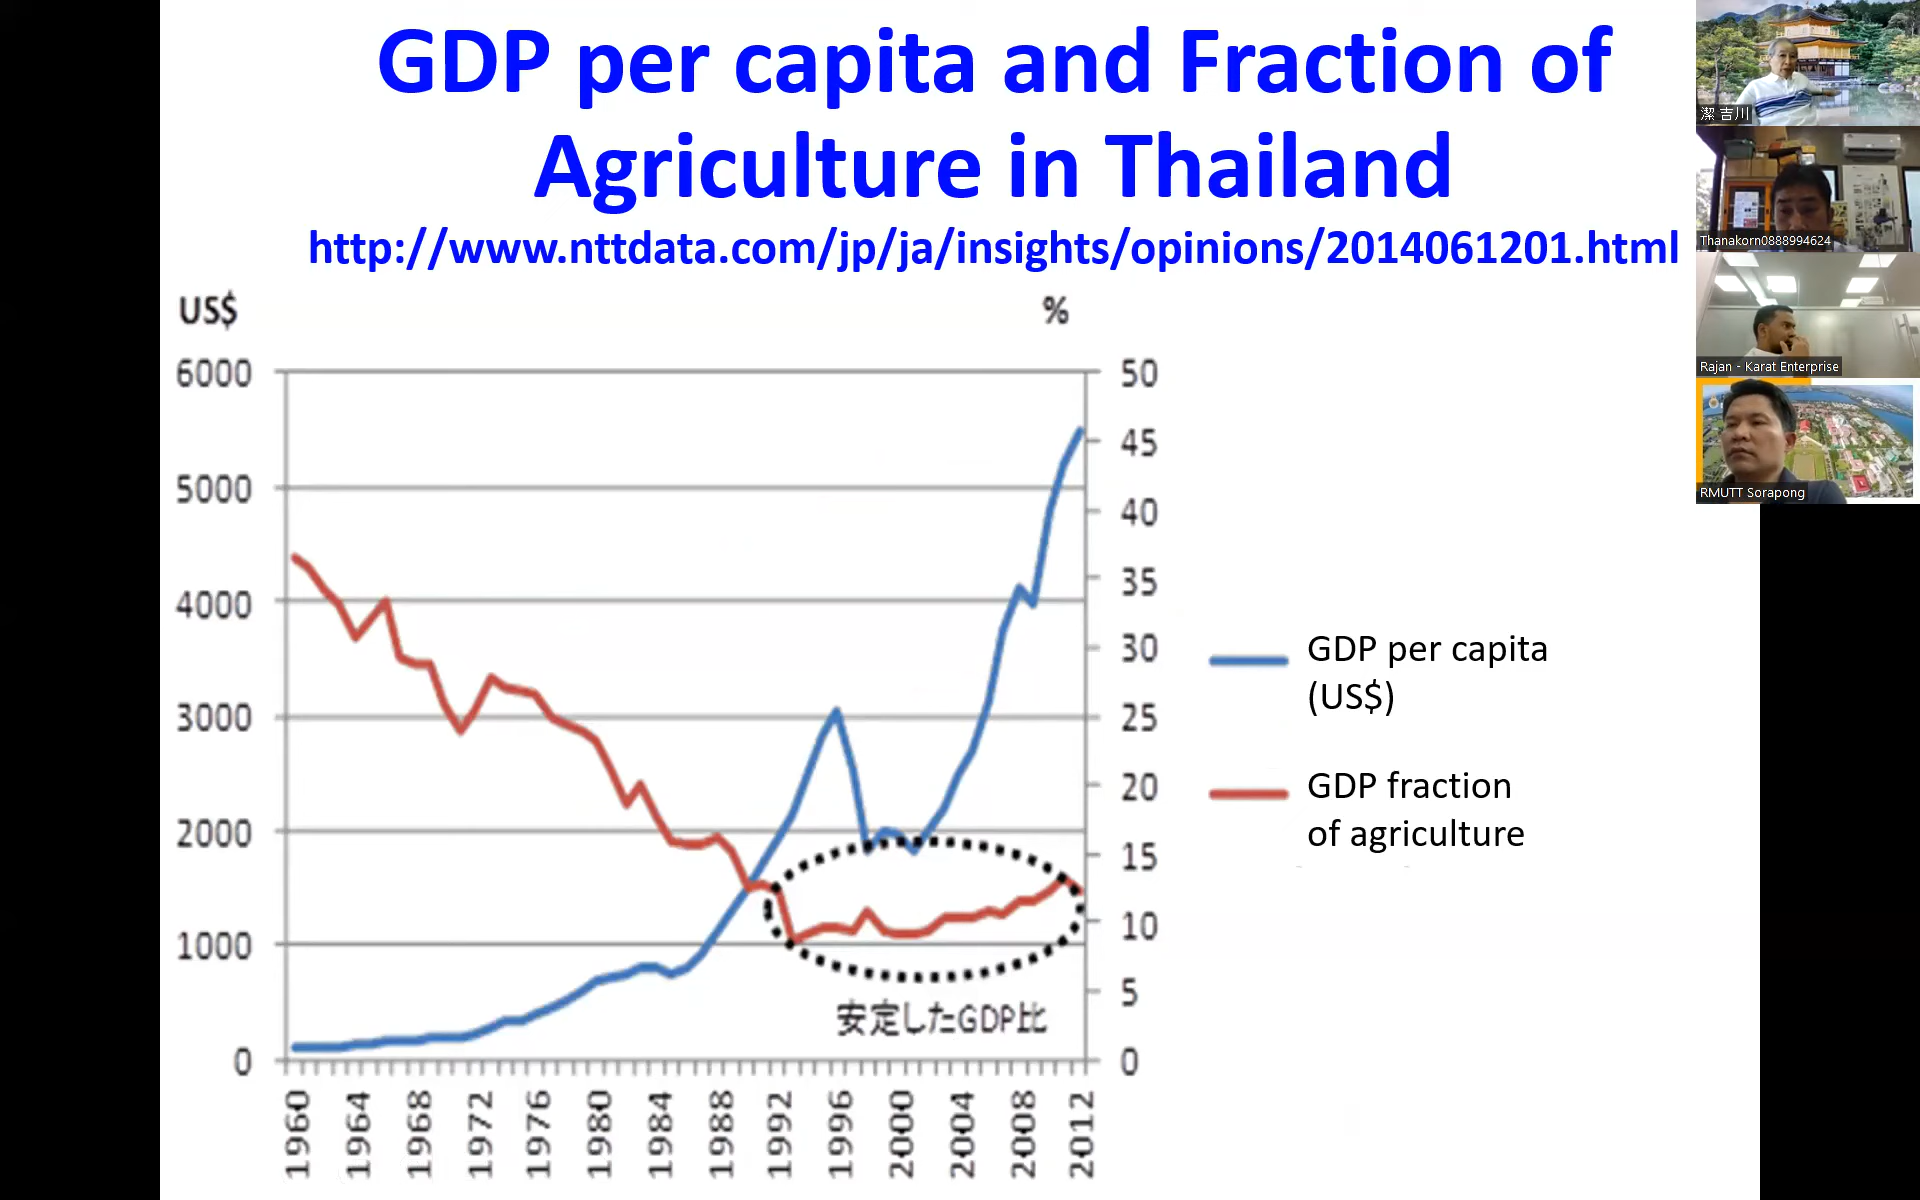 GDP per capita and Fraction of
Agriculture in Thailand
http://www.nttdata.com/jp/ja/insights/opinions/2014061201.html
US$
%
6000
5000
4000
3000
2000
1000
0
50
45
40
35
30
25
20
15
10
5
0
安定したGDP比
1960
1964
1968
1972
1976
1980
1984
1988
1992
1996
2000
2004
2008
2012
GDP per capita
(US$)
GDP fraction
of agriculture
潔 吉川
Thanakorn0888994624
Rajan - Karat Enterprise
RMUTT Sorapong